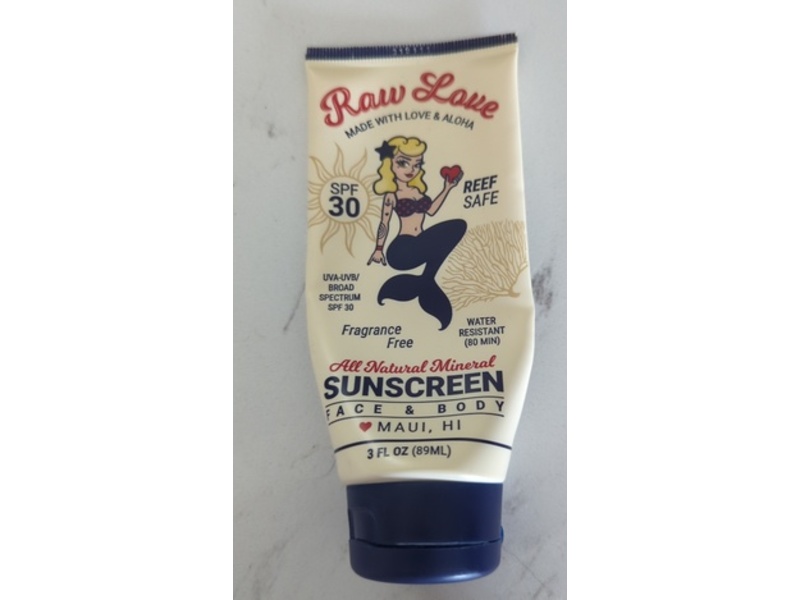 Raw Love
MADE WITH LOVE & ALOHA
SPF
30
REEF
SAFE
UVA-UVB/
BROAD
SPECTRUM
SPF 30
WATER
RESISTANT
(80 MIN)
Fragrance
Free
All Natural Mineral
SUNSCREEN
FACE & BODY
MAUI, HI
3 FL OZ (89ML)